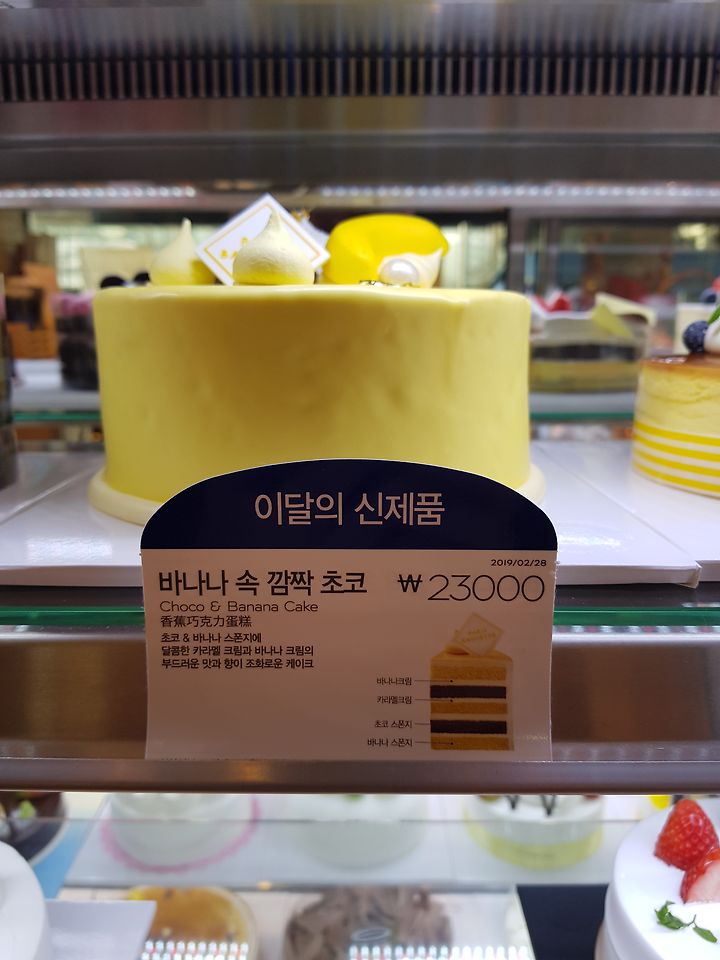 이달의 신제품
2019/02/28
바나나 속 깜짝 초코 ₩23000
Choco & Banana Cake
香蕉巧克力蛋糕
초코 & 바나나 스폰지에
달콤한 카라멜 크림과 바나나 크림의
부드러운 맛과 향이 조화로운 케이크
바나나크림
카라멜크림
초코 스폰지
바나나 스폰지